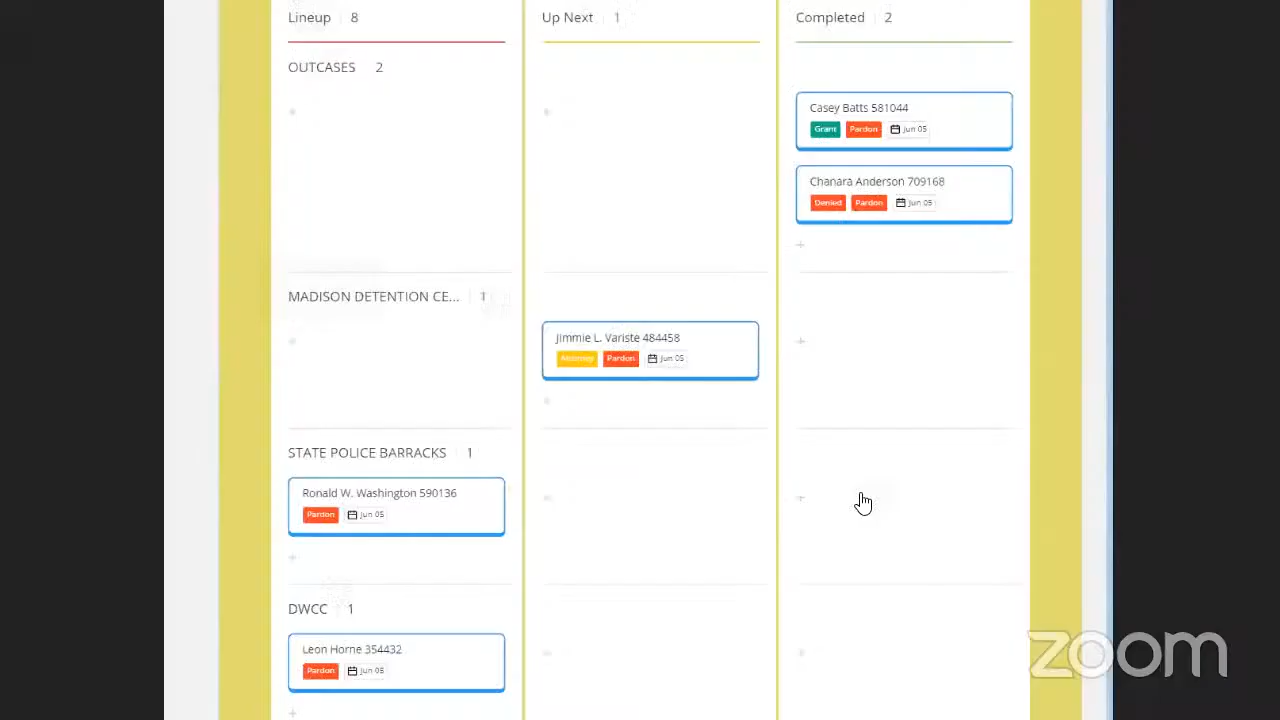 Lineup 8
Up Next 1
Completed 2
OUTCASES 2
Casey Batts 581044
Grant Pardon Jun 05
Chanara Anderson 709168
Denied Pardon Jun 05
MADISON DETENTION CE... 1
Jimmie L. Variste 484458
Attorney Pardon Jun 05
STATE POLICE BARRACKS 1
Ronald W. Washington 590136
Pardon Jun 05
DWCC 1
Leon Horne 354432
Pardon Jun 05
zoom